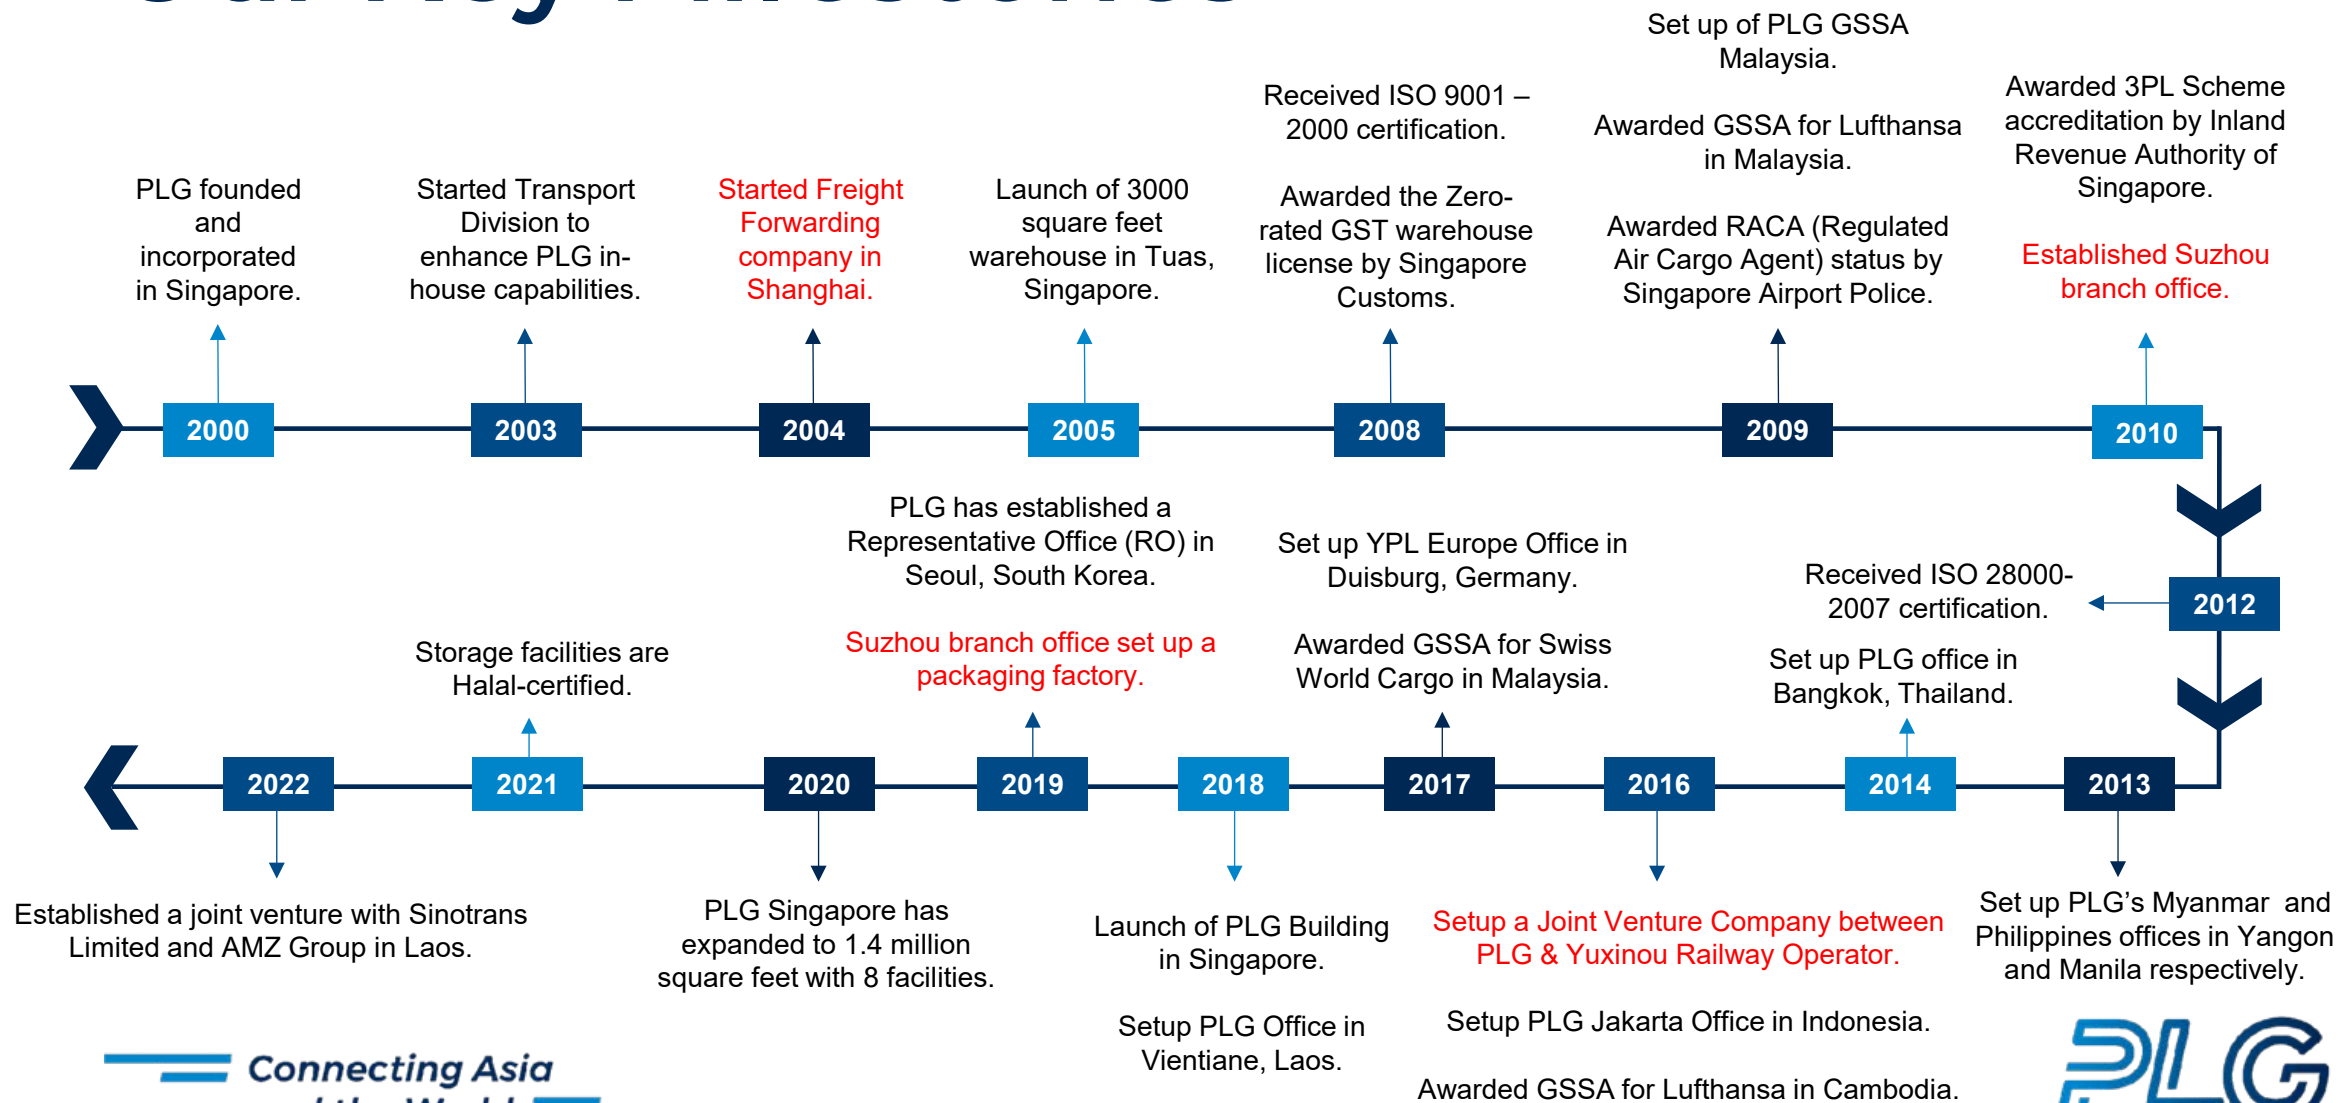 Our Key Milestones
PLG founded
and
incorporated
in Singapore.
Started Transport
Division to
enhance PLG in-
house capabilities.
Started Freight
Forwarding
company in
Shanghai.
Launch of 3000
square feet
warehouse in Tuas,
Singapore.
Received ISO 9001 –
2000 certification.
Awarded the Zero-
rated GST warehouse
license by Singapore
Customs.
Set up of PLG GSSA
Malaysia.
Awarded GSSA for Lufthansa
in Malaysia.
Awarded RACA (Regulated
Air Cargo Agent) status by
Singapore Airport Police.
Awarded 3PL Scheme
accreditation by Inland
Revenue Authority of
Singapore.
Established Suzhou
branch office.
2000
2003
2004
2005
2008
2009
2010
Received ISO 28000-
2007 certification.
2012
Storage facilities are
Halal-certified.
PLG has established a
Representative Office (RO) in
Seoul, South Korea.
Suzhou branch office set up a
packaging factory.
Set up YPL Europe Office in
Duisburg, Germany.
Awarded GSSA for Swiss
World Cargo in Malaysia.
Set up PLG office in
Bangkok, Thailand.
2022
2021
2020
2019
2018
2017
2016
2014
2013
Established a joint venture with Sinotrans
Limited and AMZ Group in Laos.
PLG Singapore has
expanded to 1.4 million
square feet with 8 facilities.
Launch of PLG Building
in Singapore.
Setup PLG Office in
Vientiane, Laos.
Setup a Joint Venture Company between
PLG & Yuxinou Railway Operator.
Setup PLG Jakarta Office in Indonesia.
Awarded GSSA for Lufthansa in Cambodia.
Set up PLG’s Myanmar and
Philippines offices in Yangon
and Manila respectively.
Connecting Asia
and the World
PLG